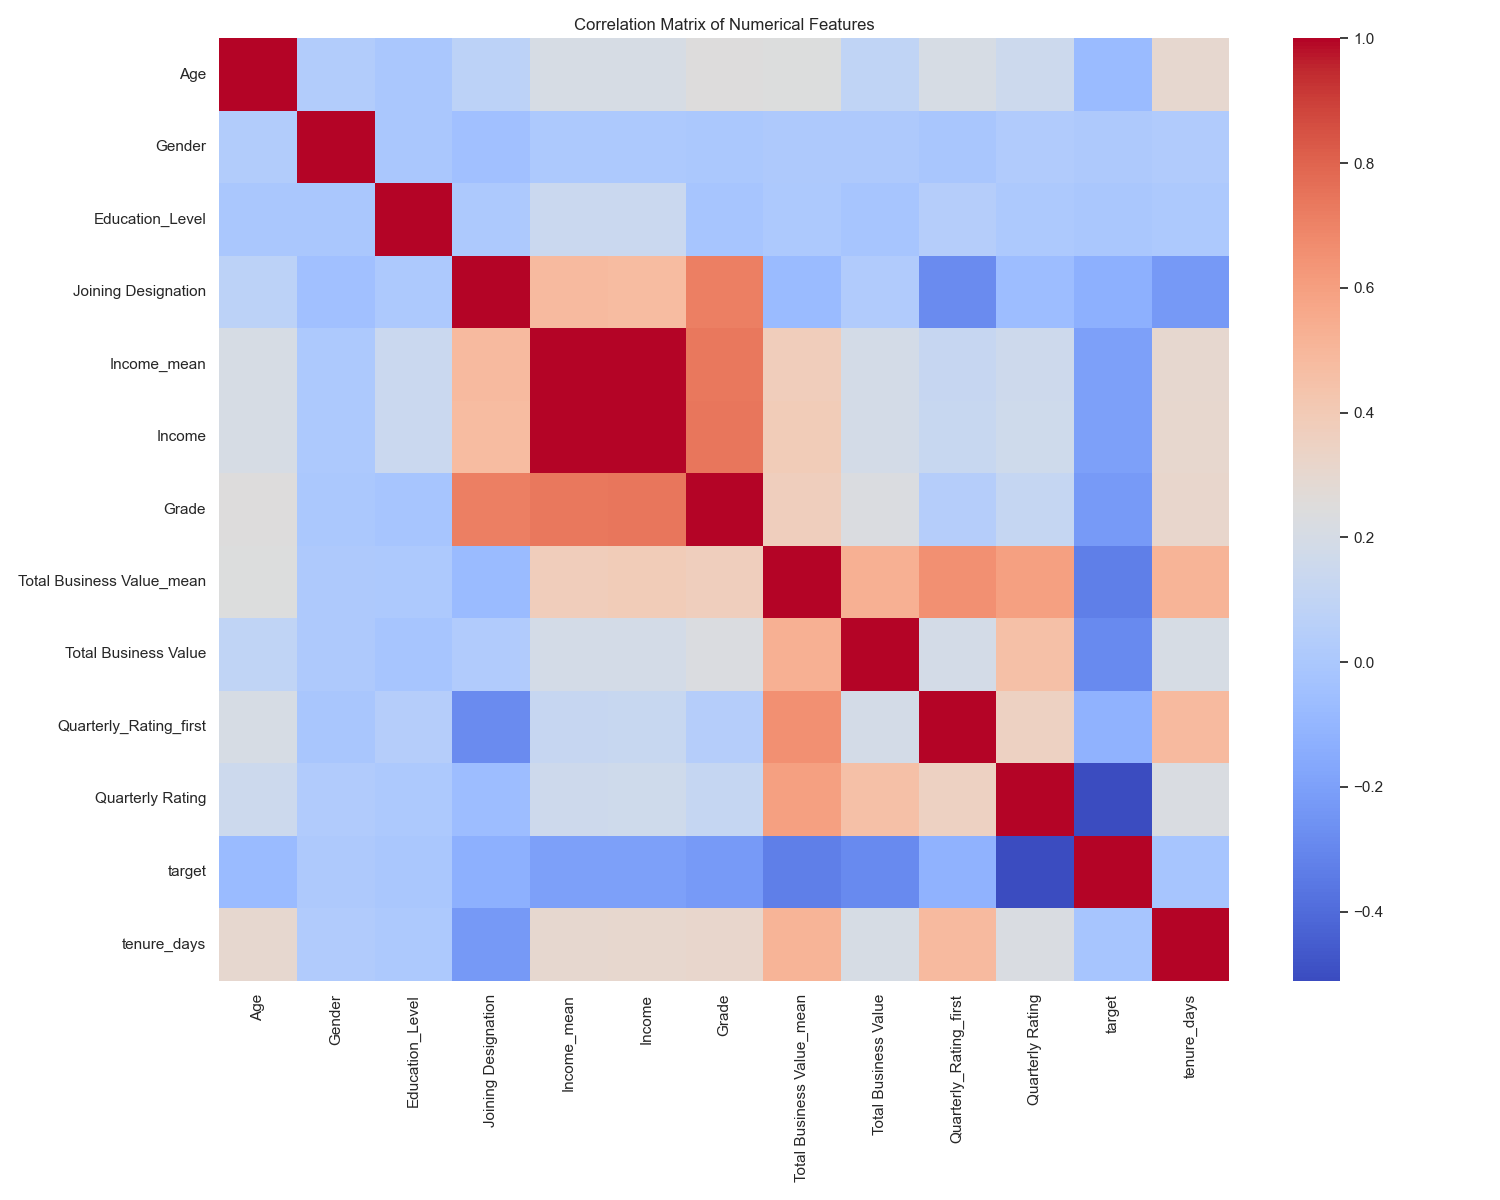 Correlation Matrix of Numerical Features
Age
Gender
Education_Level
Joining Designation
Income_mean
Income
Grade
Total Business Value_mean
Total Business Value
Quarterly_Rating_first
Quarterly Rating
target
tenure_days
Age
Gender
Education_Level
Joining Designation
Income_mean
Income
Grade
Total Business Value_mean
Total Business Value
Quarterly_Rating_first
Quarterly Rating
target
tenure_days
1.0
0.8
0.6
0.4
0.2
0.0
−0.2
−0.4